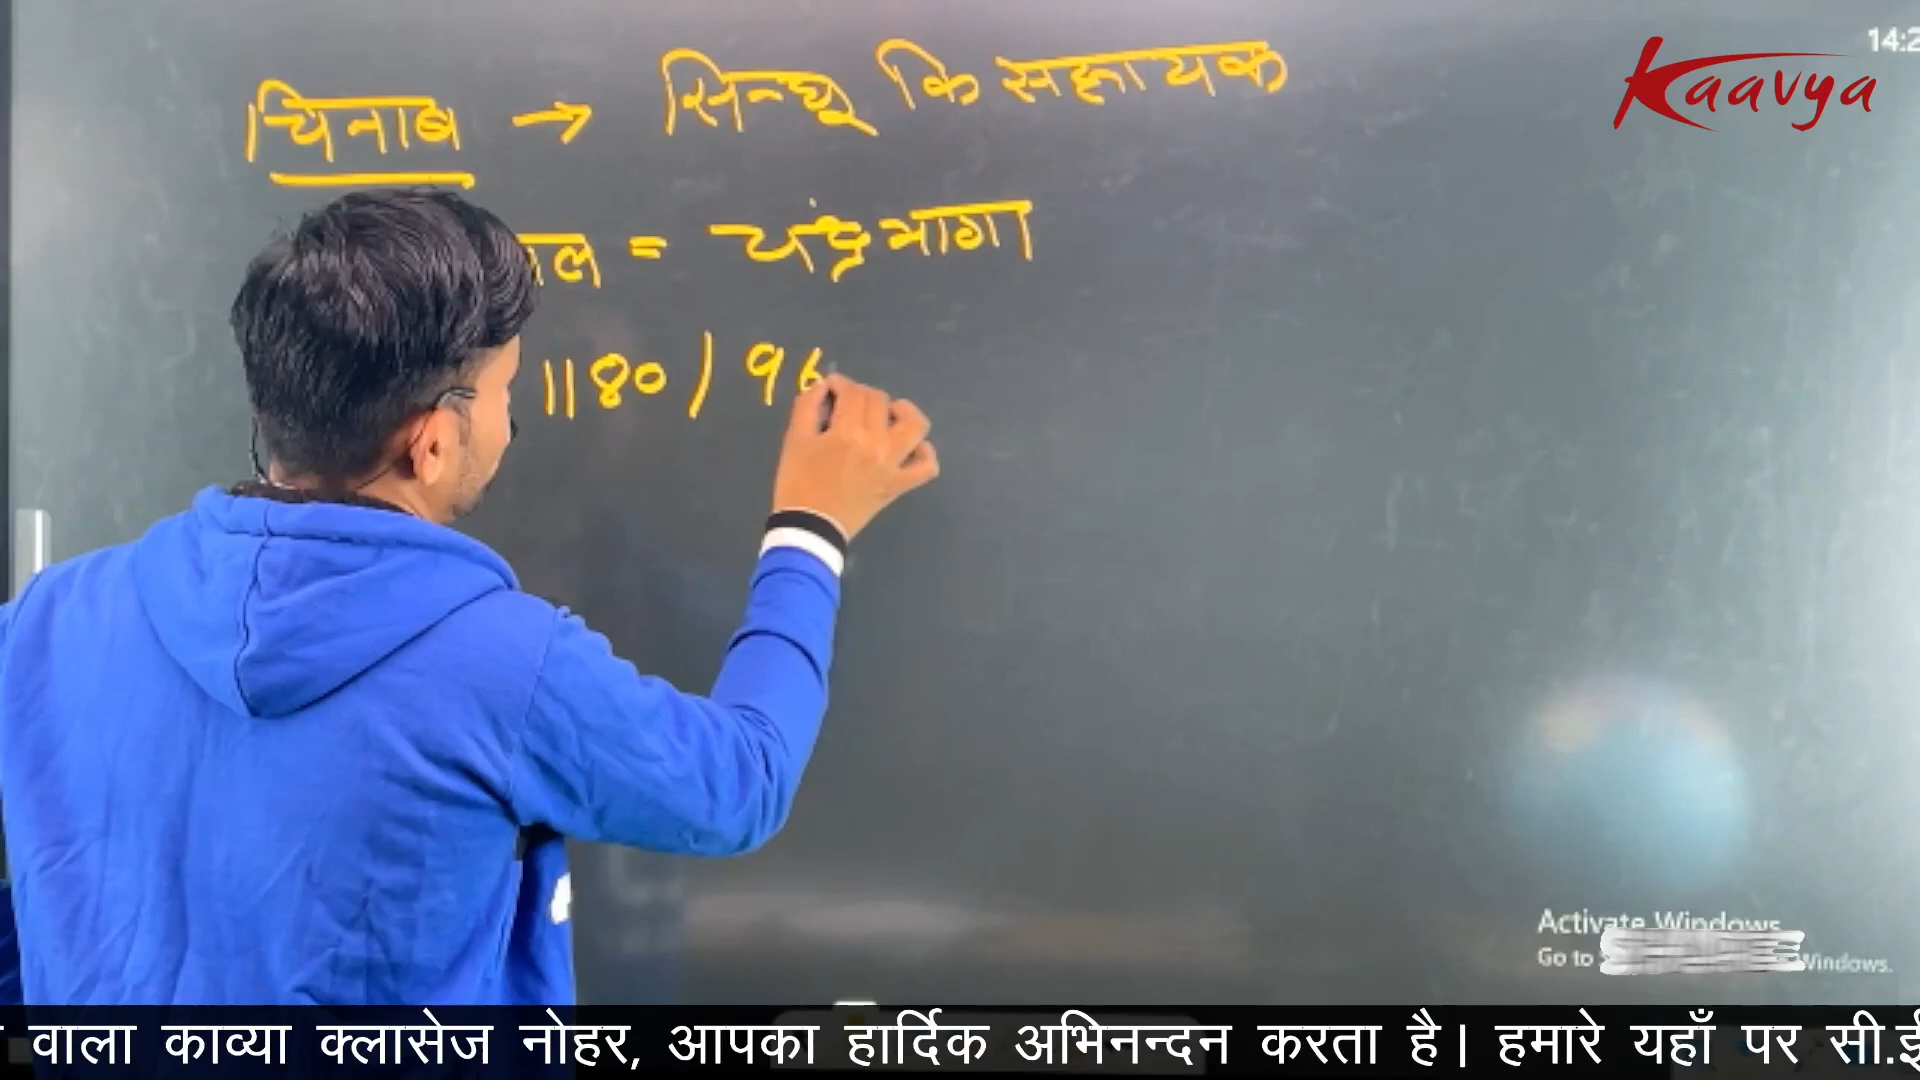 चिनाब → सिन्धू कि सहायक
ाल = चंद्रभागा
1180 / 96
Kaavya
14:2
Activate Windows
Go to Windows.
वाला काव्या क्लासेज नोहर, आपका हार्दिक अभिनन्दन करता है। हमारे यहाँ पर सी.ई